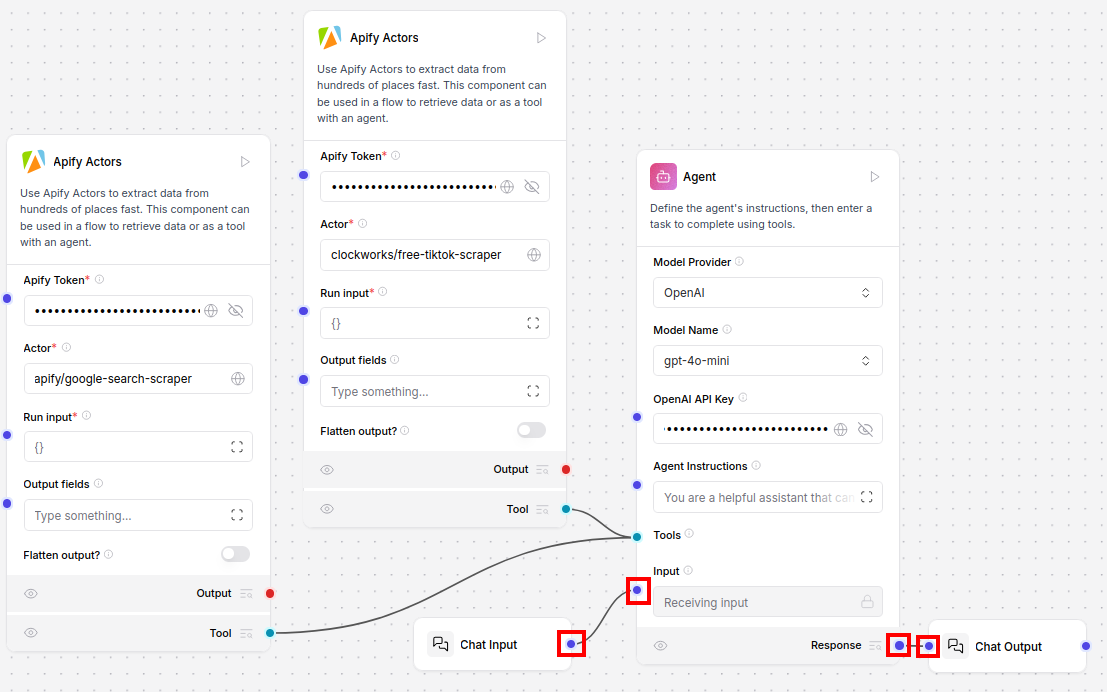 Apify Actors
Use Apify Actors to extract data from
hundreds of places fast. This component can
be used in a flow to retrieve data or as a tool
with an agent.
Apify Token*
Actor*
apify/google-search-scraper
Run input*
{}
Output fields
Type something...
Flatten output?
Output
Tool
Apify Actors
Use Apify Actors to extract data from
hundreds of places fast. This component can
be used in a flow to retrieve data or as a tool
with an agent.
Apify Token*
Actor*
clockworks/free-tiktok-scraper
Run input*
{}
Output fields
Type something...
Flatten output?
Output
Tool
Chat Input
Agent
Define the agent's instructions, then enter a
task to complete using tools.
Model Provider
OpenAI
Model Name
gpt-4o-mini
OpenAI API Key
Agent Instructions
You are a helpful assistant that can
Tools
Input
Receiving input
Response
Chat Output